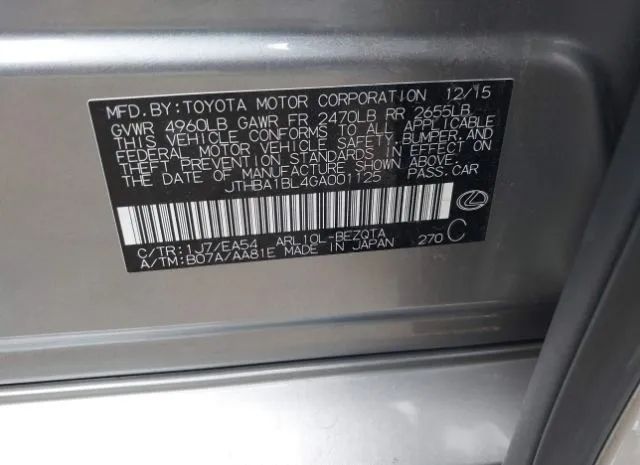 MFD.BY:TOYOTA MOTOR CORPORATION 12/15
GVWR 4960LB GAWR FR 2470LB RR 2655LB
THIS VEHICLE CONFORMS TO ALL APPLICABLE
FEDERAL MOTOR VEHICLE SAFETY,BUMPER,AND
THEFT PREVENTION STANDARDS IN EFFECT ON
THE DATE OF MANUFACTURE SHOWN ABOVE.
JTHBA1BL4GA001125 PASS.CAR
C/TR:1J7/EA54 ARL10L-BEZQTA
A/TM:B07A/AA81E MADE IN JAPAN 270 C